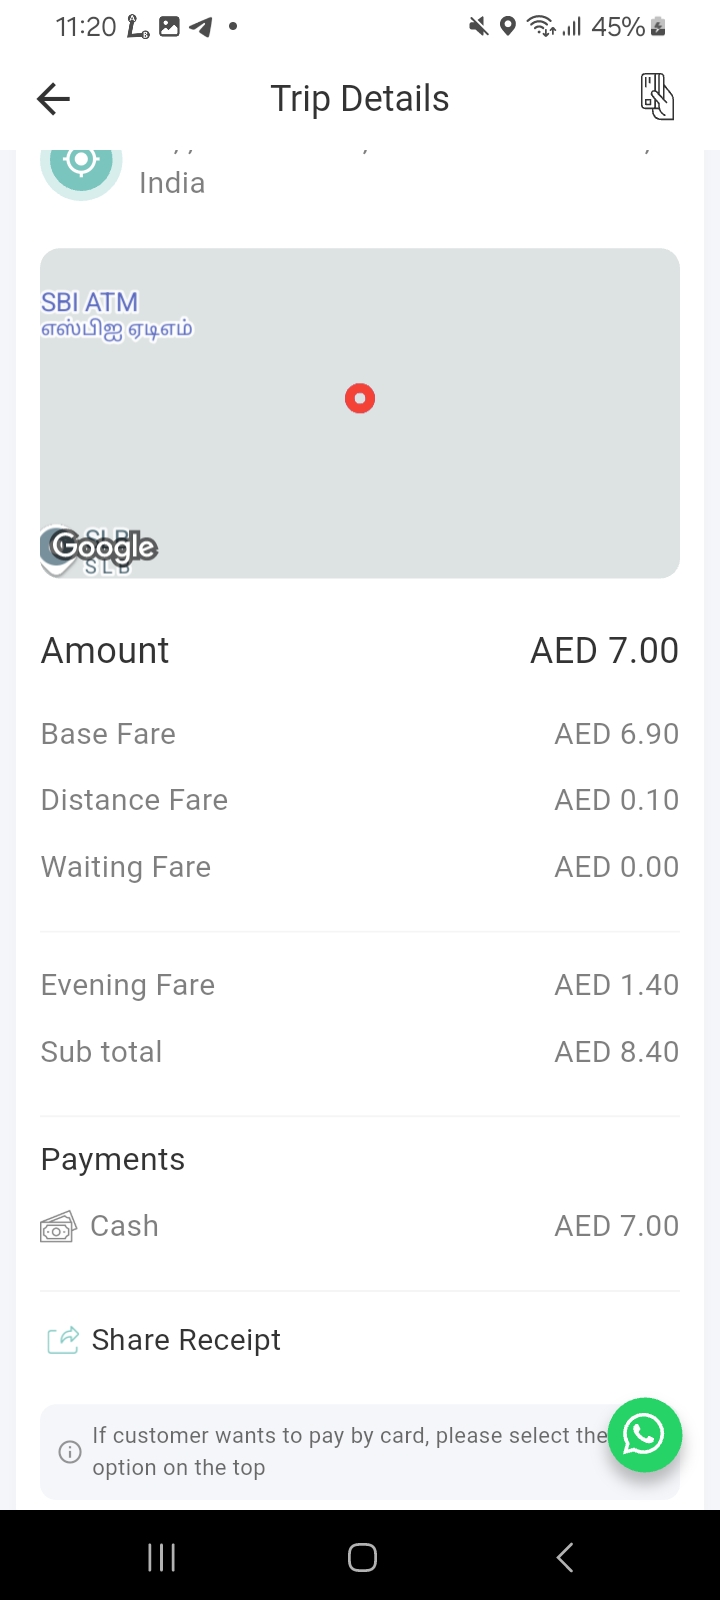 11:20
45%
Trip Details
India
SBI ATM
எஸ்பிஐ ஏடிஎம்
SLB
Google
SLB
Amount AED 7.00
Base Fare AED 6.90
Distance Fare AED 0.10
Waiting Fare AED 0.00
Evening Fare AED 1.40
Sub total AED 8.40
Payments
Cash AED 7.00
Share Receipt
If customer wants to pay by card, please select the
option on the top